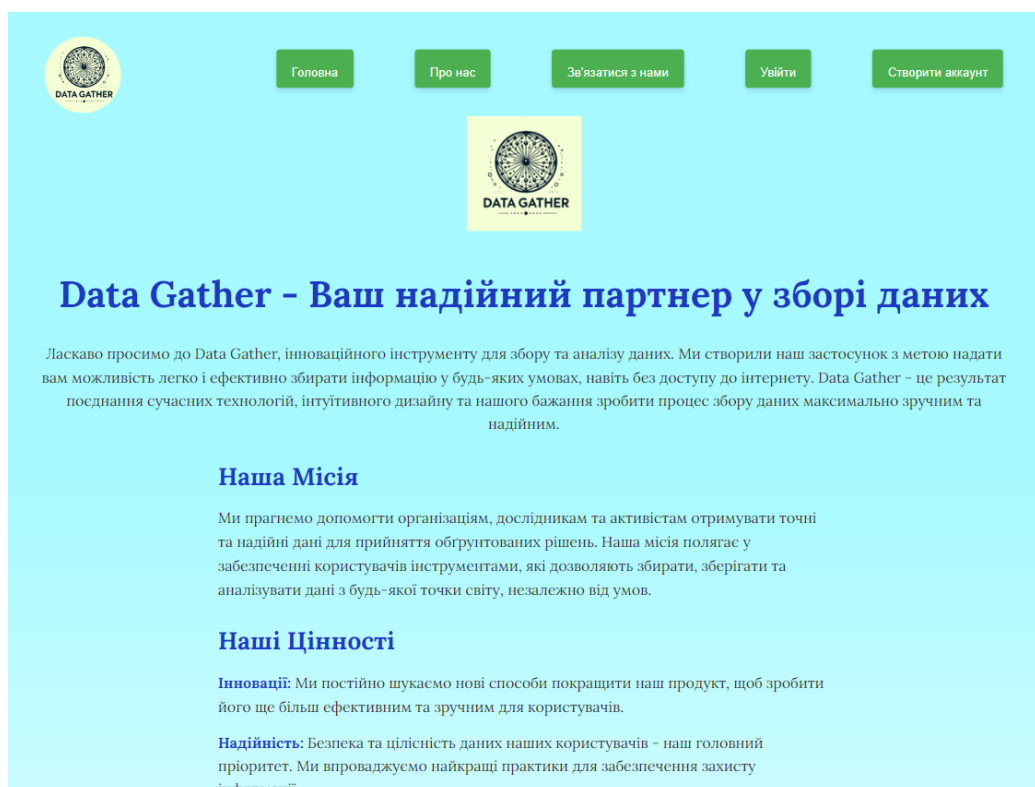 DATA GATHER
Головна
Про нас
Зв'язатися з нами
Увійти
Створити аккаунт
DATA GATHER
Data Gather - Ваш надійний партнер у зборі даних
Ласкаво просимо до Data Gather, інноваційного інструменту для збору та аналізу даних. Ми створили наш застосунок з метою надати
вам можливість легко і ефективно збирати інформацію у будь-яких умовах, навіть без доступу до інтернету. Data Gather - це результат
поєднання сучасних технологій, інтуїтивного дизайну та нашого бажання зробити процес збору даних максимально зручним та
надійним.
Наша Місія
Ми прагнемо допомогти організаціям, дослідникам та активістам отримувати точні
та надійні дані для прийняття обґрунтованих рішень. Наша місія полягає у
забезпеченні користувачів інструментами, які дозволяють збирати, зберігати та
аналізувати дані з будь-якої точки світу, незалежно від умов.
Наші Цінності
Інновації: Ми постійно шукаємо нові способи покращити наш продукт, щоб зробити
його ще більш ефективним та зручним для користувачів.
Надійність: Безпека та цілісність даних наших користувачів - наш головний
пріоритет. Ми впроваджуємо найкращі практики для забезпечення захисту